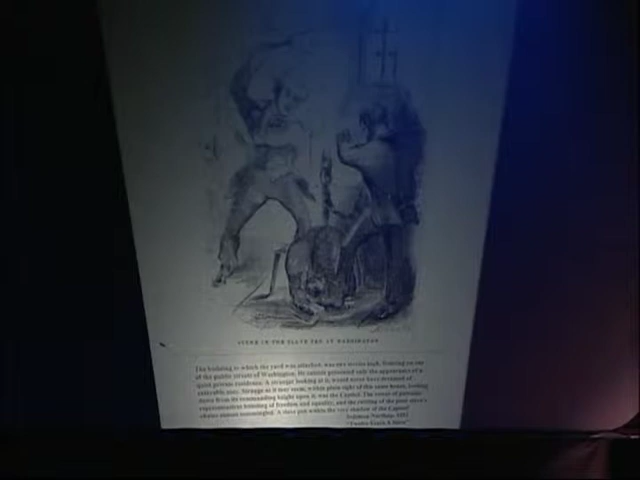 SCENE IN THE SLAVE PEN AT WASHINGTON
The building to which the yard was attached, was two stories high, fronting on one
of the public streets of Washington. Its outside presented only the appearance of a
quiet private residence. A stranger looking at it, would never have dreamed of
execrable uses. Strange as it may seem, within plain sight of this same house, looking
down from its commanding height upon it, was the Capitol. The voices of patriotic
representatives boasting of freedom and equality, and the rattling of the poor slave's
chains almost commingled. A slave pen within the very shadow of the Capitol!
Solomon Northup, 1853
"Twelve Years A Slave"